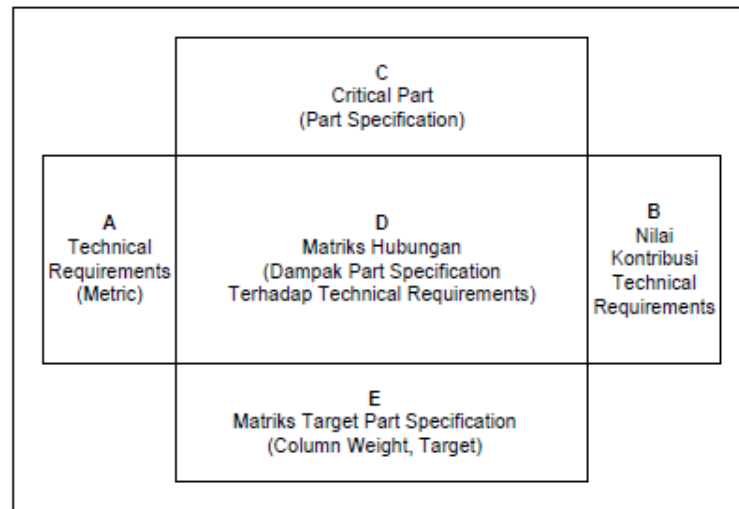 C
Critical Part
(Part Specification)
A
Technical
Requirements
(Metric)
D
Matriks Hubungan
(Dampak Part Specification
Terhadap Technical Requirements)
B
Nilai
Kontribusi
Technical
Requirements
E
Matriks Target Part Specification
(Column Weight, Target)